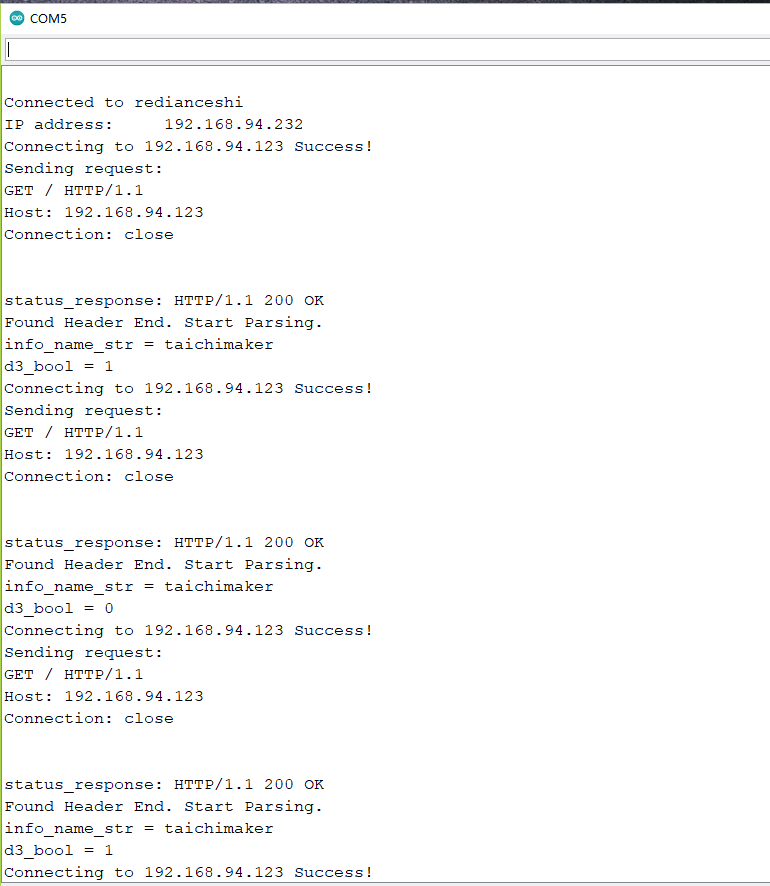 COM5
Connected to redianceshi
IP address:     192.168.94.232
Connecting to 192.168.94.123 Success!
Sending request:
GET / HTTP/1.1
Host: 192.168.94.123
Connection: close
status_response: HTTP/1.1 200 OK
Found Header End. Start Parsing.
info_name_str = taichimaker
d3_bool = 1
Connecting to 192.168.94.123 Success!
Sending request:
GET / HTTP/1.1
Host: 192.168.94.123
Connection: close
status_response: HTTP/1.1 200 OK
Found Header End. Start Parsing.
info_name_str = taichimaker
d3_bool = 0
Connecting to 192.168.94.123 Success!
Sending request:
GET / HTTP/1.1
Host: 192.168.94.123
Connection: close
status_response: HTTP/1.1 200 OK
Found Header End. Start Parsing.
info_name_str = taichimaker
d3_bool = 1
Connecting to 192.168.94.123 Success!